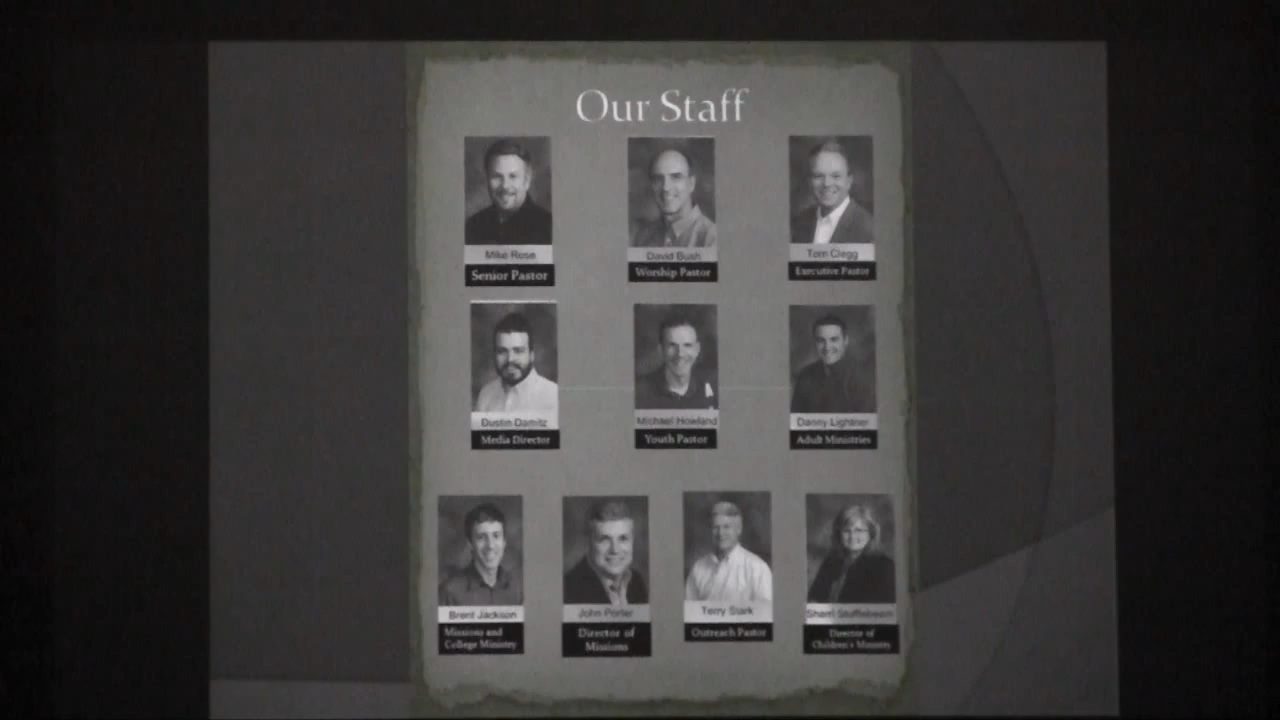 Our Staff
Mike Rose
David Bush
Tom Clegg
Senior Pastor
Worship Pastor
Executive Pastor
Dustin Damitz
Michael Howland
Danny Lightner
Media Director
Youth Pastor
Adult Ministries
Brent Jackson
John Porter
Terry Stark
Sherri Stufflebeam
Missions and
College Ministry
Director of
Missions
Outreach Pastor
Director of
Children's Ministry